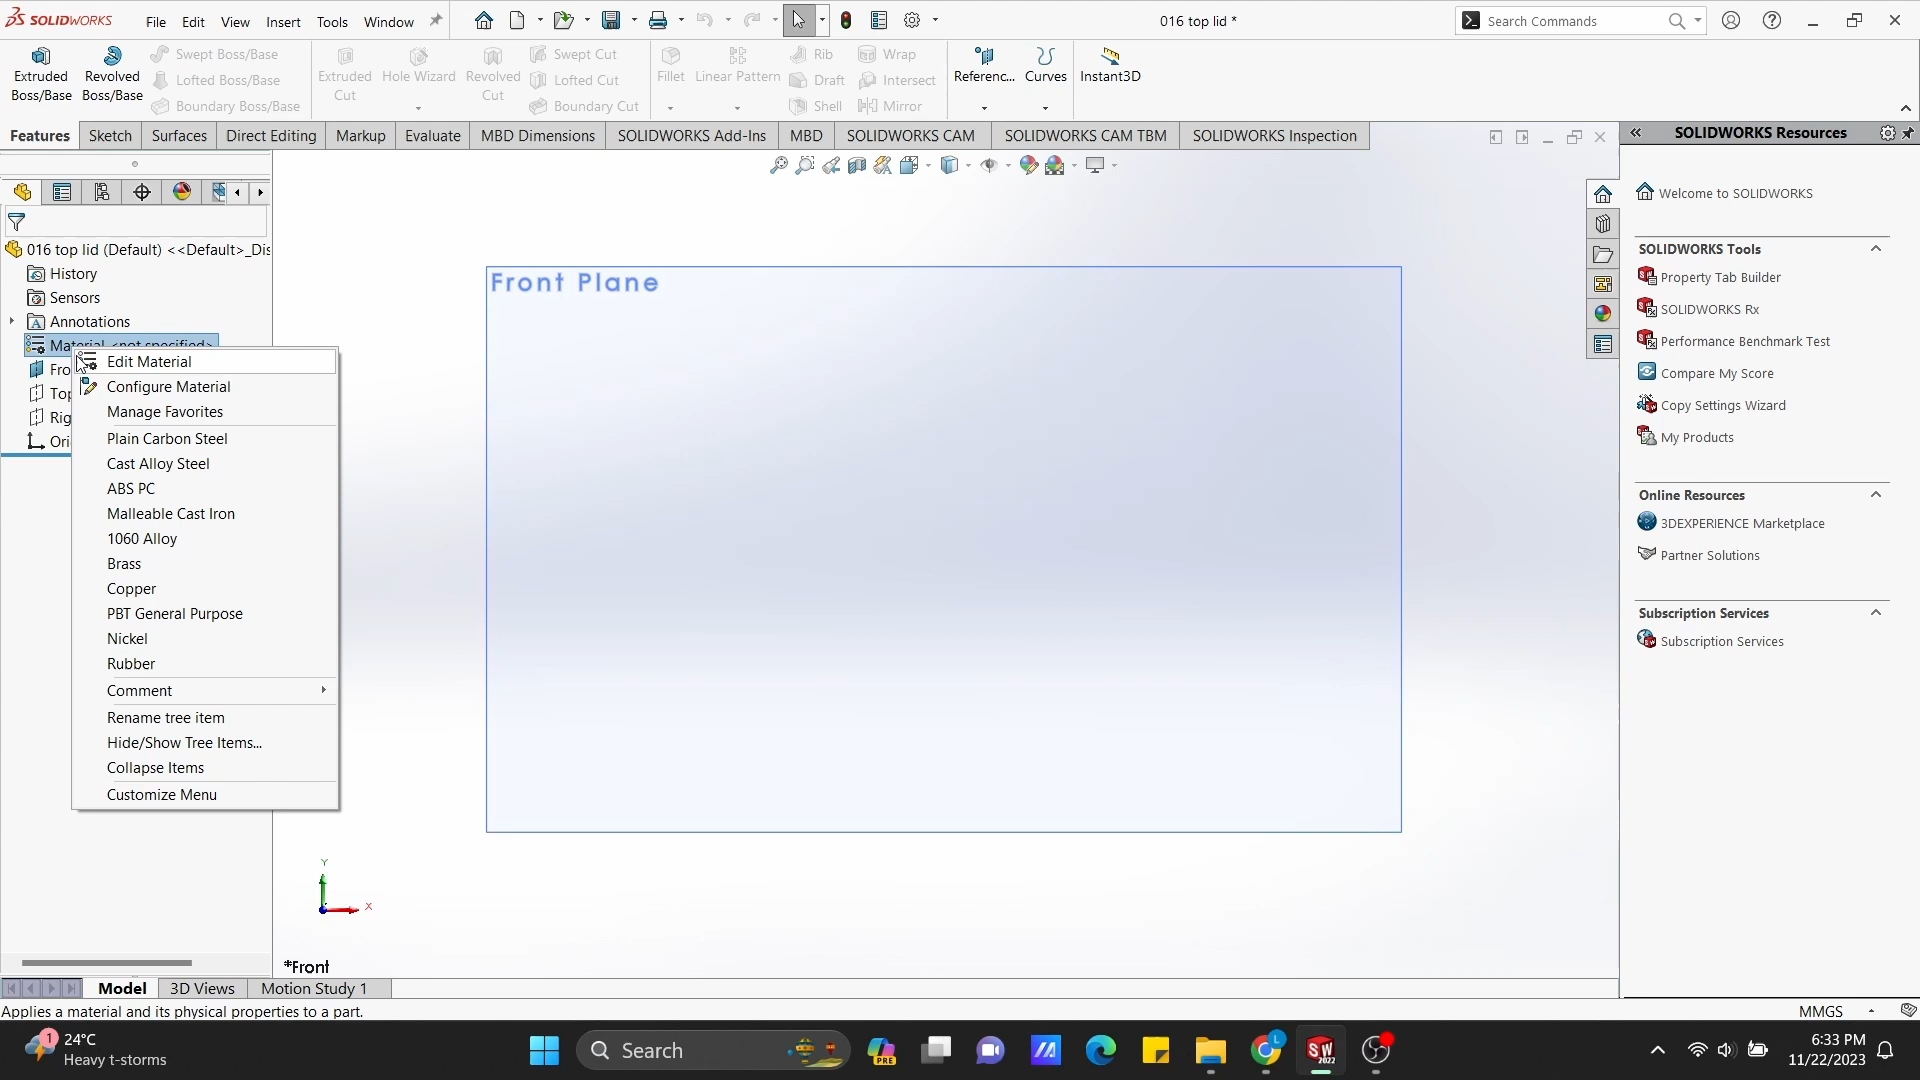 SOLIDWORKS
File Edit View Insert Tools Window
016 top lid *
Search Commands
Extruded Boss/Base
Revolved Boss/Base
Swept Boss/Base
Lofted Boss/Base
Boundary Boss/Base
Extruded Cut
Hole Wizard
Revolved Cut
Swept Cut
Lofted Cut
Boundary Cut
Fillet
Linear Pattern
Rib
Draft
Shell
Wrap
Intersect
Mirror
Referenc...
Curves
Instant3D
Features Sketch Surfaces Direct Editing Markup Evaluate MBD Dimensions SOLIDWORKS Add-Ins MBD SOLIDWORKS CAM SOLIDWORKS CAM TBM SOLIDWORKS Inspection
016 top lid (Default) <<Default>_Dis
History
Sensors
Annotations
Material <not specified>
Fro
Top
Rig
Ori
Edit Material
Configure Material
Manage Favorites
Plain Carbon Steel
Cast Alloy Steel
ABS PC
Malleable Cast Iron
1060 Alloy
Brass
Copper
PBT General Purpose
Nickel
Rubber
Comment
Rename tree item
Hide/Show Tree Items...
Collapse Items
Customize Menu
Front Plane
Y
X
*Front
SOLIDWORKS Resources
Welcome to SOLIDWORKS
SOLIDWORKS Tools
Property Tab Builder
SOLIDWORKS Rx
Performance Benchmark Test
Compare My Score
Copy Settings Wizard
My Products
Online Resources
3DEXPERIENCE Marketplace
Partner Solutions
Subscription Services
Subscription Services
Model 3D Views Motion Study 1
Applies a material and its physical properties to a part.
MMGS
1
24°C
Heavy t-storms
Search
PRE
L
SW
2022
6:33 PM
11/22/2023